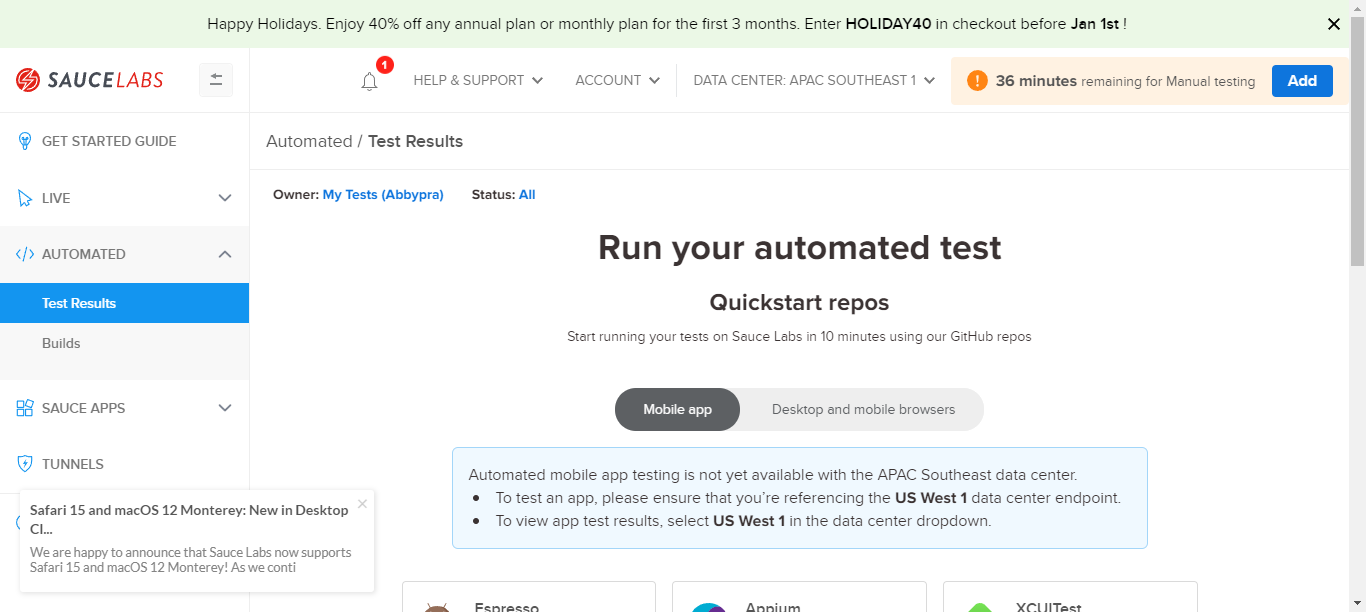 Happy Holidays. Enjoy 40% off any annual plan or monthly plan for the first 3 months. Enter HOLIDAY40 in checkout before Jan 1st !
SAUCELABS
1
HELP & SUPPORT
ACCOUNT
DATA CENTER: APAC SOUTHEAST 1
! 36 minutes remaining for Manual testing
Add
GET STARTED GUIDE
LIVE
AUTOMATED
Test Results
Builds
SAUCE APPS
TUNNELS
Automated / Test Results
Owner: My Tests (Abbypra) Status: All
Run your automated test
Quickstart repos
Start running your tests on Sauce Labs in 10 minutes using our GitHub repos
Mobile app
Desktop and mobile browsers
Automated mobile app testing is not yet available with the APAC Southeast data center.
• To test an app, please ensure that you're referencing the US West 1 data center endpoint.
• To view app test results, select US West 1 in the data center dropdown.
Safari 15 and macOS 12 Monterey: New in Desktop
Cl...
We are happy to announce that Sauce Labs now supports
Safari 15 and macOS 12 Monterey! As we conti
Espresso
Appium
XCUITest